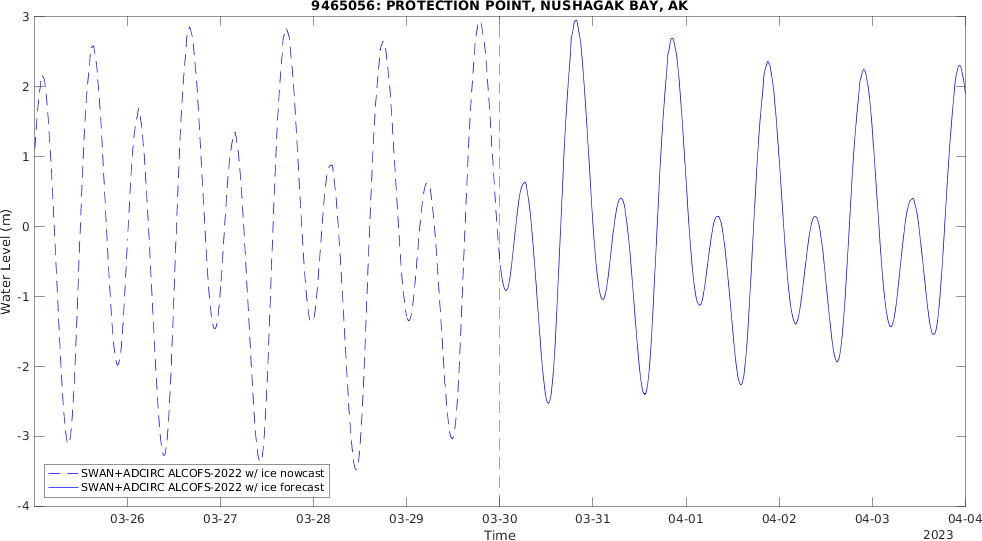 9465056: PROTECTION POINT, NUSHAGAK BAY, AK
3
2
1
0
-1
-2
-3
-4
Water Level (m)
SWAN+ADCIRC ALCOFS-2022 w/ ice nowcast
SWAN+ADCIRC ALCOFS-2022 w/ ice forecast
03-26 03-27 03-28 03-29 03-30 03-31 04-01 04-02 04-03 04-04
Time
2023